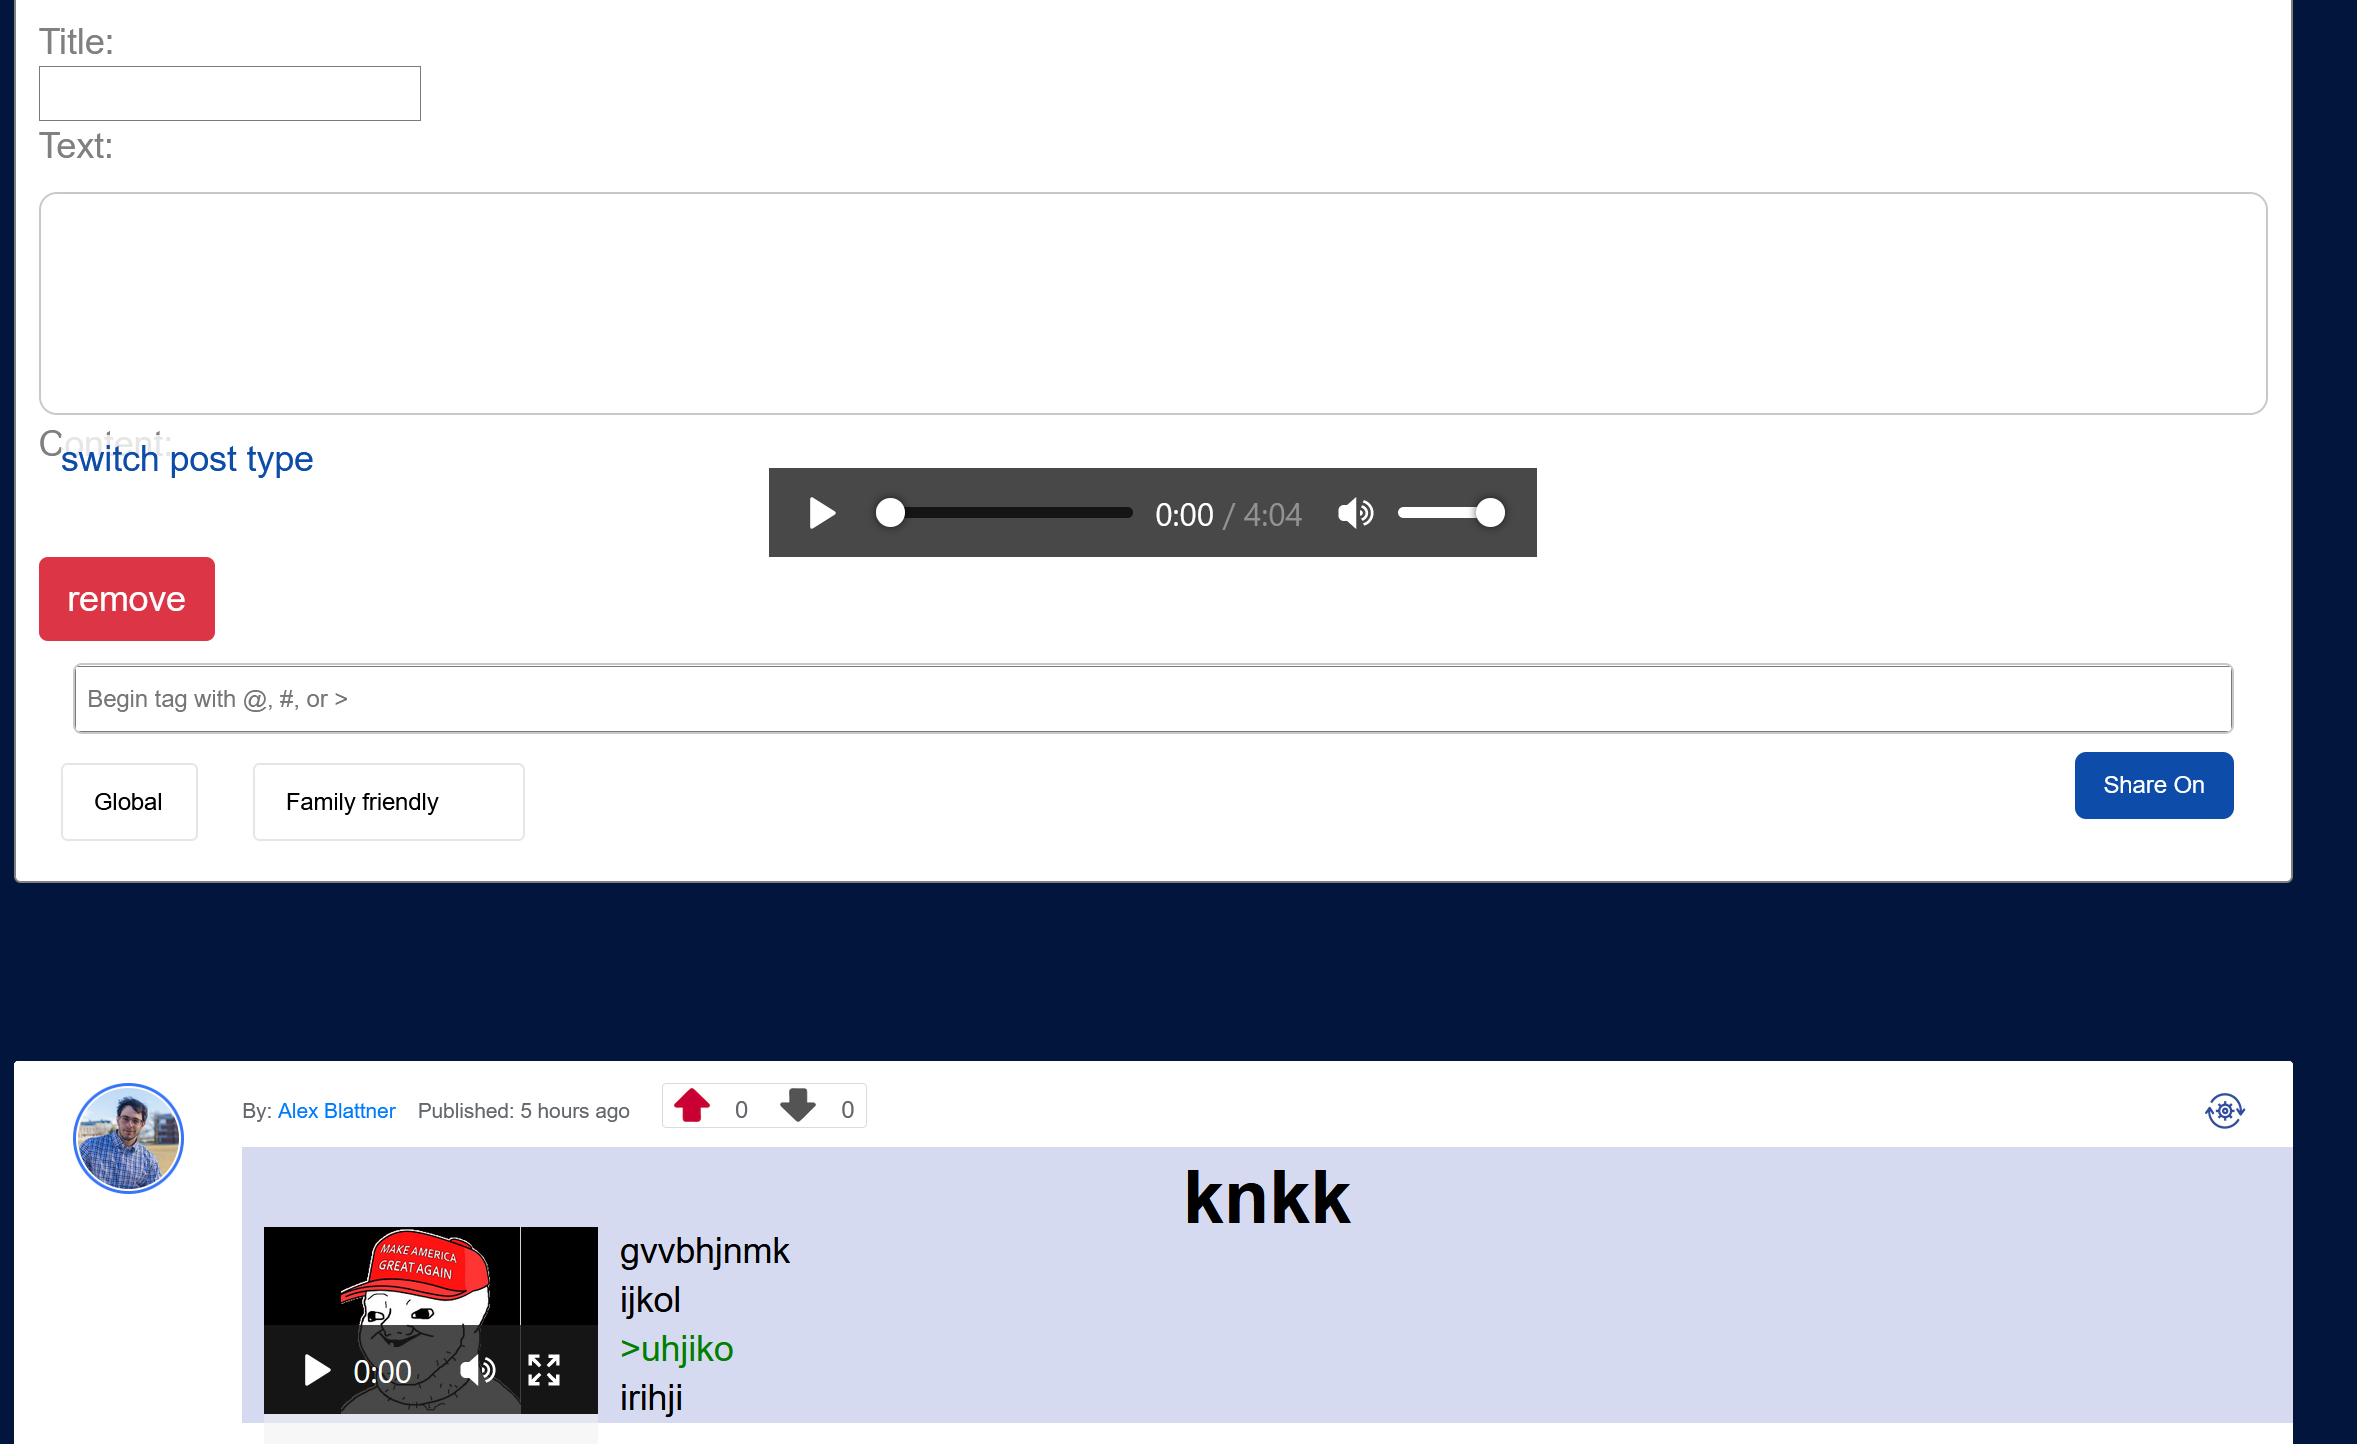 Title:
Text:
Content:
switch post type
0:00 / 4:04
remove
Begin tag with @, #, or >
Global
Family friendly
Share On
By: Alex Blattner Published: 5 hours ago 0 0
knkk
MAKE AMERICA
GREAT AGAIN
0:00
gvvbhjnmk
ijkol
>uhjiko
irihji